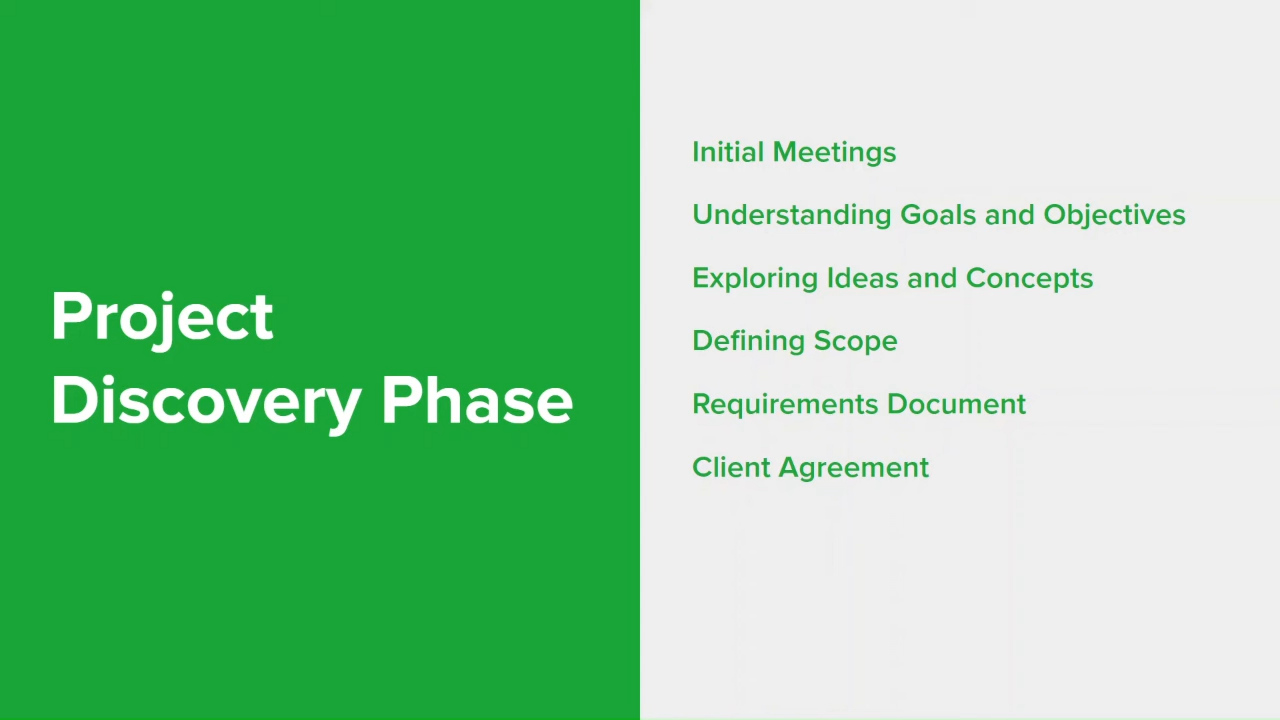 Project
Discovery Phase
Initial Meetings
Understanding Goals and Objectives
Exploring Ideas and Concepts
Defining Scope
Requirements Document
Client Agreement